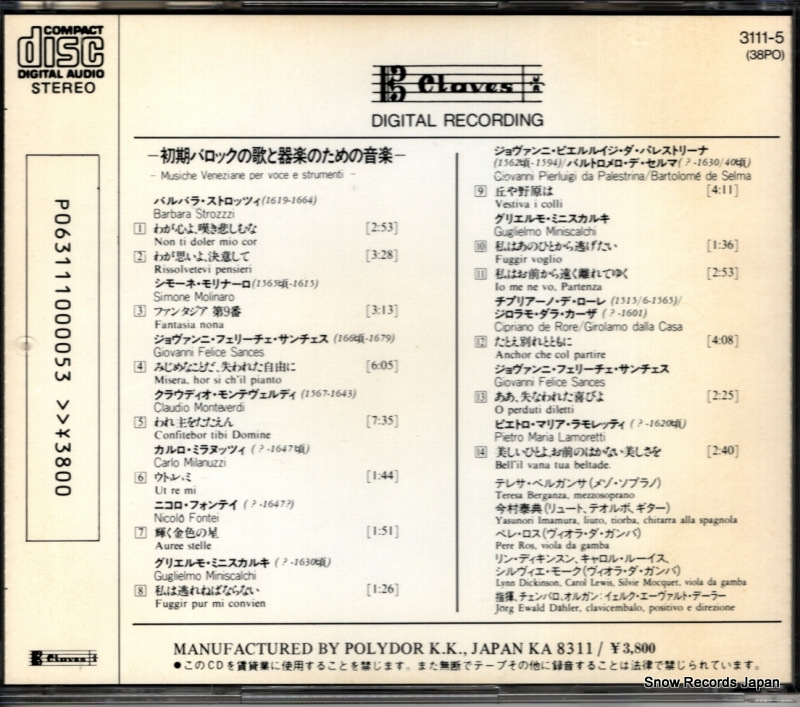 COMPACT
disc
DIGITAL AUDIO
STEREO
3111-5
(38PO)
Claves
DIGITAL RECORDING
P063111000053 >>¥3800
Claves
—初期バロックの歌と器楽のための音楽—
- Musiche Veneziane per voce e strumenti -
バルバラ・ストロッツィ(1619-1664)
Barbara Strozzzi
1 わが心よ、嘆き悲しむな [2:53]
Non ti doler mio cor
2 わが思いよ、決意して [3:28]
Rissolvetevi pensieri
シモーネ・モリナーロ(1565頃-1615)
Simone Molinaro
3 ファンタジア 第9番 [3:13]
Fantasia nona
ジョヴァンニ・フェリーチェ・サンチェス(1600頃-1679)
Giovanni Felice Sances
4 みじめなことだ、失われた自由に [6:05]
Misera, hor si ch'il pianto
クラウディオ・モンテヴェルディ(1567-1643)
Claudio Monteverdi
5 われ主をたたえん [7:35]
Confitebor tibi Domine
カルロ・ミラヌッツィ(?-1647頃)
Carlo Milanuzzi
6 ウト、レ、ミ [1:44]
Ut re mi
ニコロ・フォンテイ(?-1647?)
Nicolò Fontei
7 輝く金色の星 [1:51]
Auree stelle
グリエルモ・ミニスカルキ(?-1630頃)
Guglielmo Miniscalchi
8 私は逃れねばならない [1:26]
Fuggir pur mi convien
ジョヴァンニ・ピエルルイジ・ダ・パレストリーナ
(1562頃-1594)/バルトロメロ・デ・セルマ(?-1630/40頃)
Giovanni Pierluigi da Palestrina/Bartolomé de Selma
9 丘や野原は [4:11]
Vestiva i colli
グリエルモ・ミニスカルキ
Guglielmo Miniscalchi
10 私はあのひとから逃げたい [1:36]
Fuggir voglio
11 私はお前から遠く離れてゆく [2:53]
Io me ne vo, Partenza
チプリアーノ・デ・ローレ(1515/6-1565)/
ジロラモ・ダラ・カーザ(?-1601)
Cipriano de Rore/Girolamo dalla Casa
12 たとえ別れとともに [4:08]
Anchor che col partire
ジョヴァンニ・フェリーチェ・サンチェス
Giovanni Felice Sances
13 ああ、失なわれた喜びよ [2:25]
O perduti diletti
ピエトロ・マリア・ラモレッティ(?-1620頃)
Pietro Maria Lamoretti
14 美しいひとよ、お前のはかない美しさを [2:40]
Bell'il vana tua beltade.
テレサ・ベルガンサ(メゾ・ソプラノ)
Teresa Berganza, mezzosoprano
今村泰典(リュート、テオルボ、ギター)
Yasunori Imamura, liuto, tiorba, chitarra alla spagnola
ペレ・ロス(ヴィオラ・ダ・ガンバ)
Pere Ros, viola da gamba
リン・ディキンスン、キャロル・ルーイス、
シルヴィエ・モーク(ヴィオラ・ダ・ガンバ)
Lynn Dickinson, Carol Lewis, Silvie Mocquet, viola da gamba
指揮、チェンバロ、オルガン:イェルク・エーヴァルト・デーラー
Jörg Ewald Dähler, clavicembalo, positivo e direzione
MANUFACTURED BY POLYDOR K.K., JAPAN KA 8311 / ¥3,800
●このCDを賃貸業に使用することを禁じます。また無断でテープその他に録音することは法律で禁じられています。
Snow Records Japan